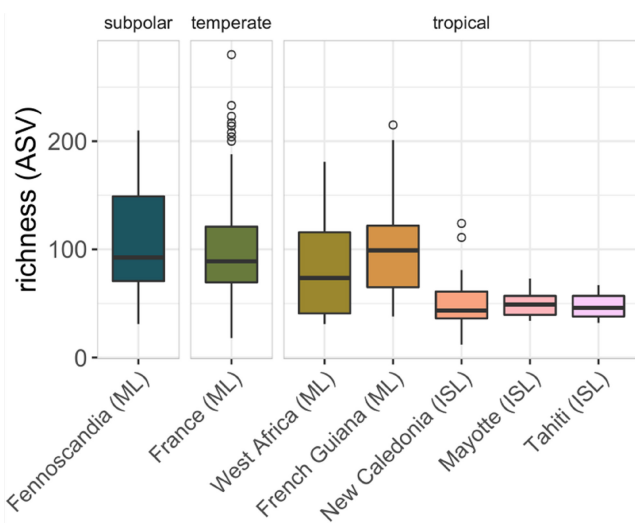 subpolar temperate tropical
richness (ASV)
200
100
0
Fennoscandia (ML)
France (ML)
West Africa (ML)
French Guiana (ML)
New Caledonia (ISL)
Mayotte (ISL)
Tahiti (ISL)